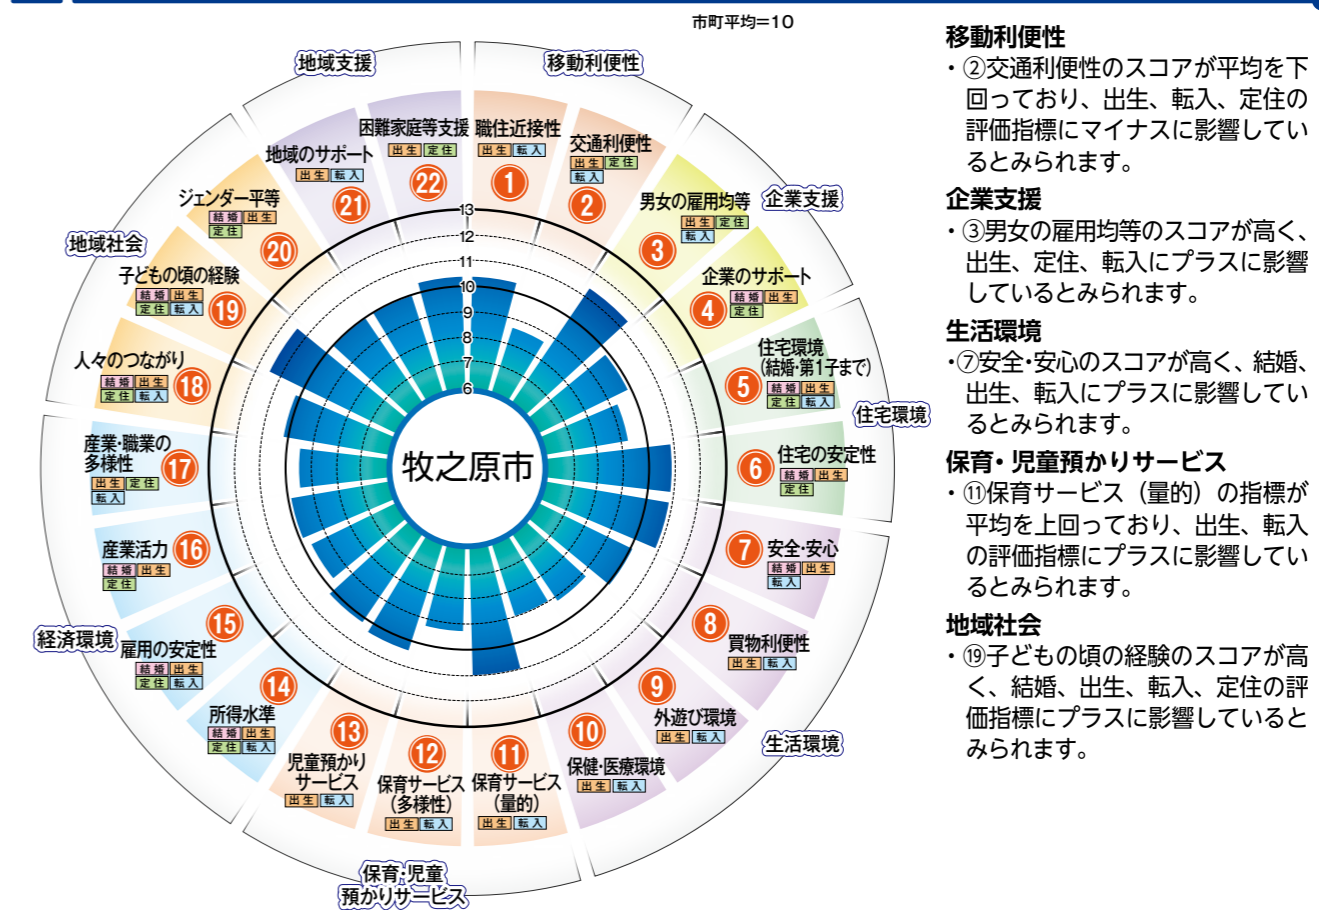 市町平均=10
地域支援
移動利便性
企業支援
住宅環境
生活環境
保育・児童
預かりサービス
経済環境
地域社会
職住近接性
出生 転入
1
交通利便性
出生 定住
転入
2
男女の雇用均等
出生 定住
転入
3
企業のサポート
結婚 出生
定住
4
住宅環境
(結婚・第1子まで)
結婚 出生
定住 転入
5
住宅の安定性
結婚 出生
定住
6
安全・安心
結婚 出生
転入
7
買物利便性
出生 転入
8
外遊び環境
出生 転入
9
保健・医療環境
出生 転入
10
保育サービス
(量的)
出生 転入
11
保育サービス
(多様性)
出生 転入
12
児童預かり
サービス
出生 転入
13
所得水準
結婚 出生
定住 転入
14
雇用の安定性
結婚 出生
定住 転入
15
産業活力
結婚 出生
定住
16
産業・職業の
多様性
出生 定住
転入
17
人々のつながり
結婚 出生
定住 転入
18
子どもの頃の経験
結婚 出生
定住 転入
19
ジェンダー平等
結婚 出生
定住
20
地域のサポート
出生 転入
21
困難家庭等支援
出生 定住
22
13
12
11
10
9
8
7
6
牧之原市
移動利便性
・②交通利便性のスコアが平均を下
回っており、出生、転入、定住の
評価指標にマイナスに影響してい
るとみられます。
企業支援
・③男女の雇用均等のスコアが高く、
出生、定住、転入にプラスに影響
しているとみられます。
生活環境
・⑦安全・安心のスコアが高く、結婚、
出生、転入にプラスに影響してい
るとみられます。
保育・児童預かりサービス
・⑪保育サービス（量的）の指標が
平均を上回っており、出生、転入
の評価指標にプラスに影響してい
るとみられます。
地域社会
・⑲子どもの頃の経験のスコアが高
く、結婚、出生、転入、定住の評
価指標にプラスに影響していると
みられます。